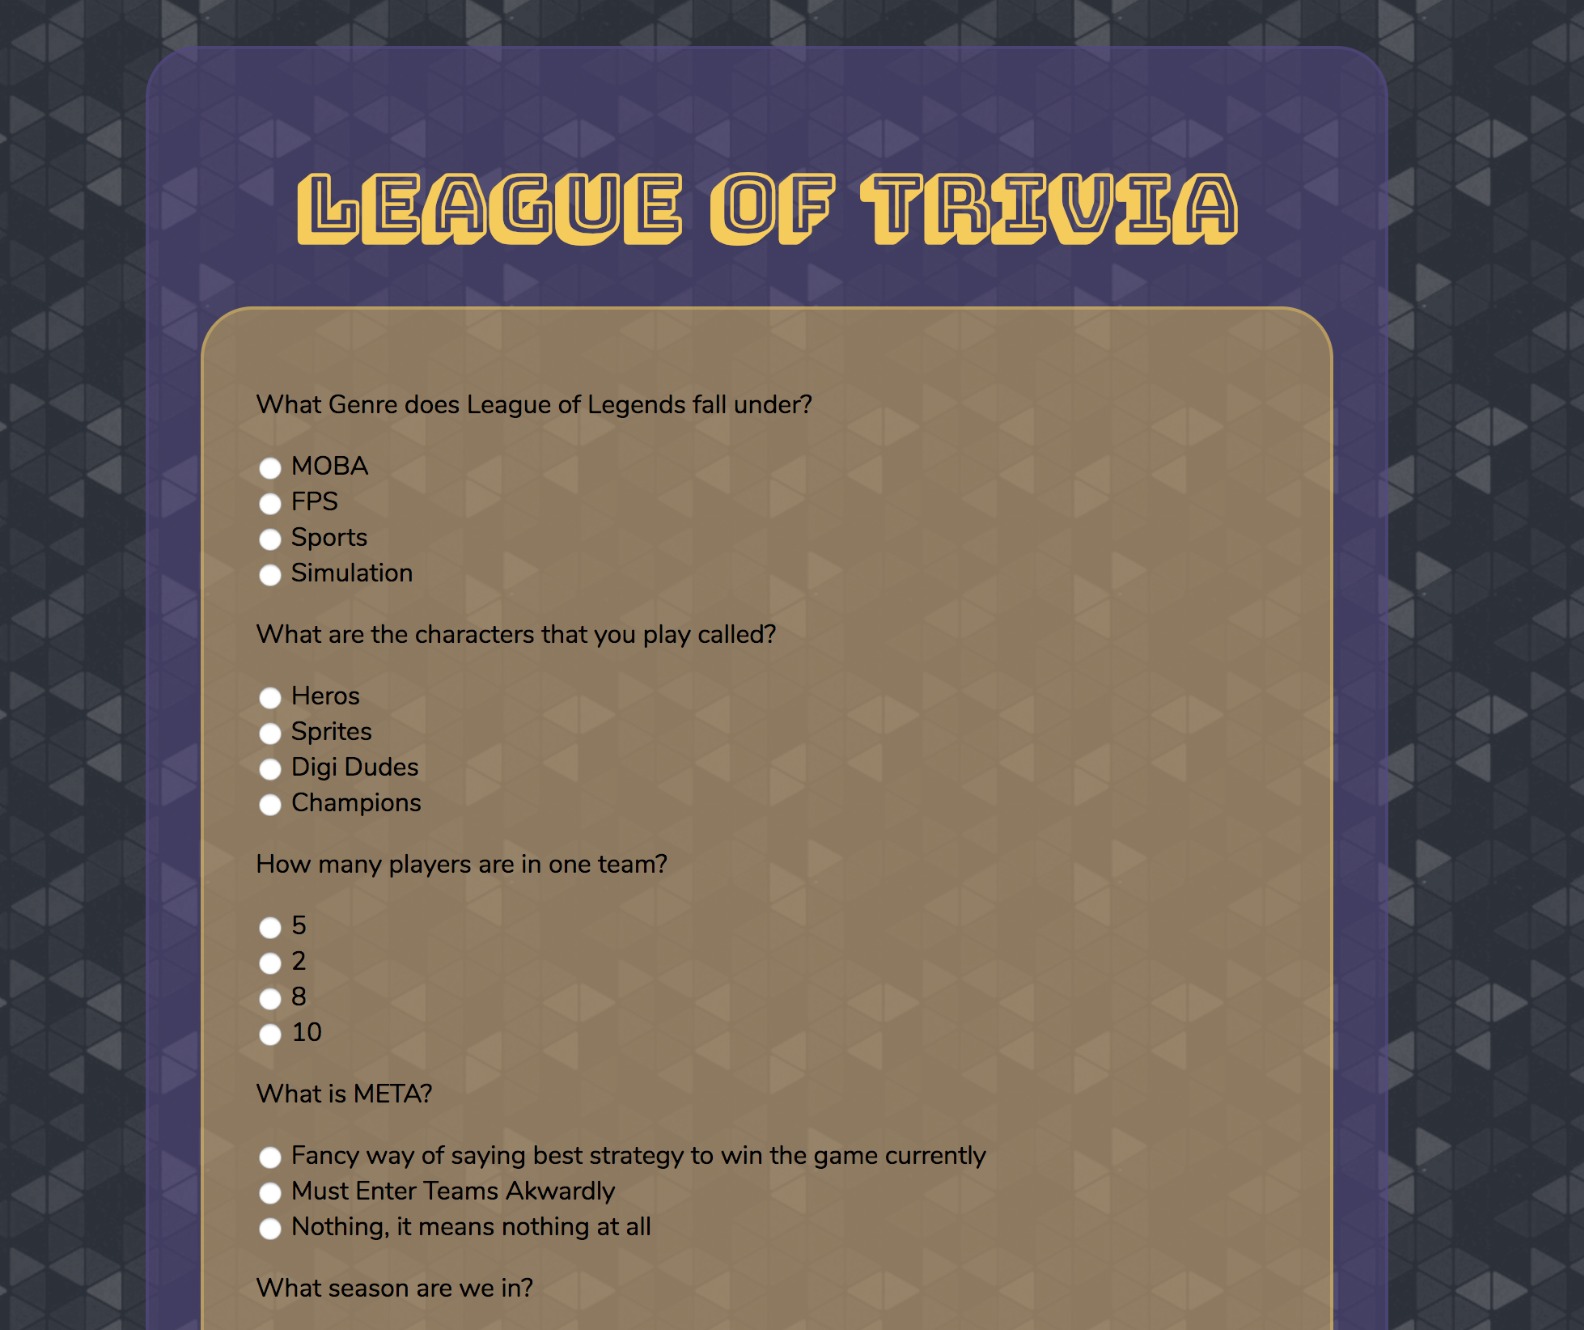 LEAGUE OF TRIVIA
What Genre does League of Legends fall under?
MOBA
FPS
Sports
Simulation
What are the characters that you play called?
Heros
Sprites
Digi Dudes
Champions
How many players are in one team?
5
2
8
10
What is META?
Fancy way of saying best strategy to win the game currently
Must Enter Teams Akwardly
Nothing, it means nothing at all
What season are we in?